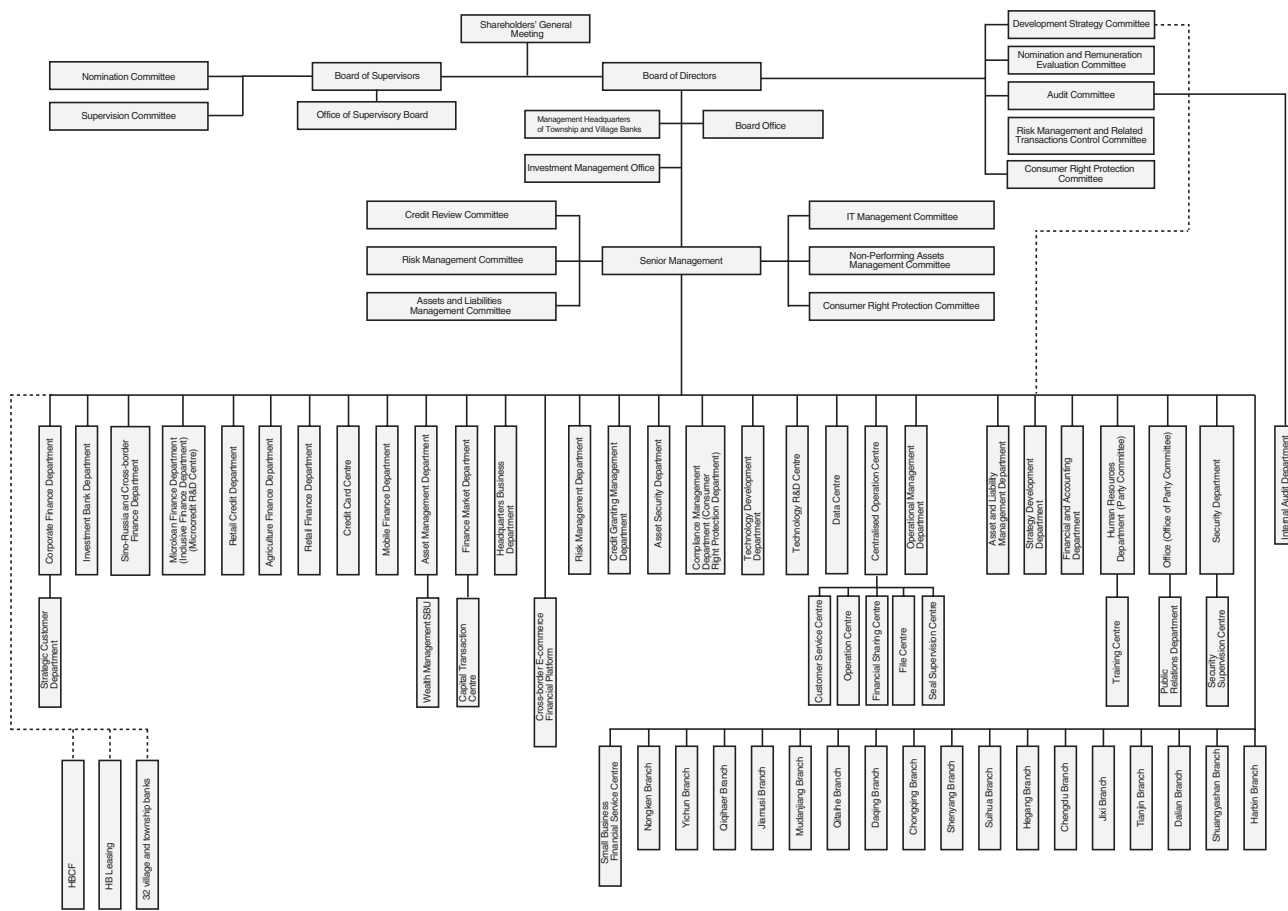 Shareholders' General
Meeting
Development Strategy Committee
Nomination and Remuneration
Evaluation Committee
Nomination Committee
Board of Supervisors
Board of Directors
Audit Committee
Supervision Committee
Office of Supervisory Board
Management Headquarters
of Township and Village Banks
Board Office
Risk Management and Related
Transactions Control Committee
Investment Management Office
Consumer Right Protection
Committee
Credit Review Committee
IT Management Committee
Risk Management Committee
Senior Management
Non-Performing Assets
Management Committee
Assets and Liabilities
Management Committee
Consumer Right Protection Committee
Corporate Finance Department
Investment Bank Department
Sino-Russia and Cross-border
Finance Department
Microloan Finance Department
(Inclusive Finance Department)
(Microcredit R&D Centre)
Retail Credit Department
Agriculture Finance Department
Retail Finance Department
Credit Card Centre
Mobile Finance Department
Asset Management Department
Finance Market Department
Headquarters Business
Department
Risk Management Department
Credit Granting Management
Department
Asset Security Department
Compliance Management
Department (Consumer
Right Protection Department)
Technology Development
Department
Technology R&D Centre
Data Centre
Centralised Operation Centre
Operational Management
Department
Asset and Liability
Management Department
Strategy Development
Department
Financial and Accounting
Department
Human Resources
Department (Party Committee)
Office (Office of Party Committee)
Security Department
Internal Audit Department
Strategic Customer
Department
Wealth Management SBU
Capital Transaction
Centre
Cross-border E-commerce
Financial Platform
Customer Service Centre
Operation Centre
Financial Sharing Centre
File Centre
Seal Supervision Centre
Training Centre
Public
Relations Department
Security
Supervision Centre
HBCF
HB Leasing
32 village and township banks
Small Business
Financial Service Centre
Nongken Branch
Yichun Branch
Qiqihaer Branch
Jiamusi Branch
Mudanjiang Branch
Qitaihe Branch
Daqing Branch
Chongqing Branch
Shenyang Branch
Suihua Branch
Hegang Branch
Chengdu Branch
Jixi Branch
Tianjin Branch
Dalian Branch
Shuangyashan Branch
Harbin Branch